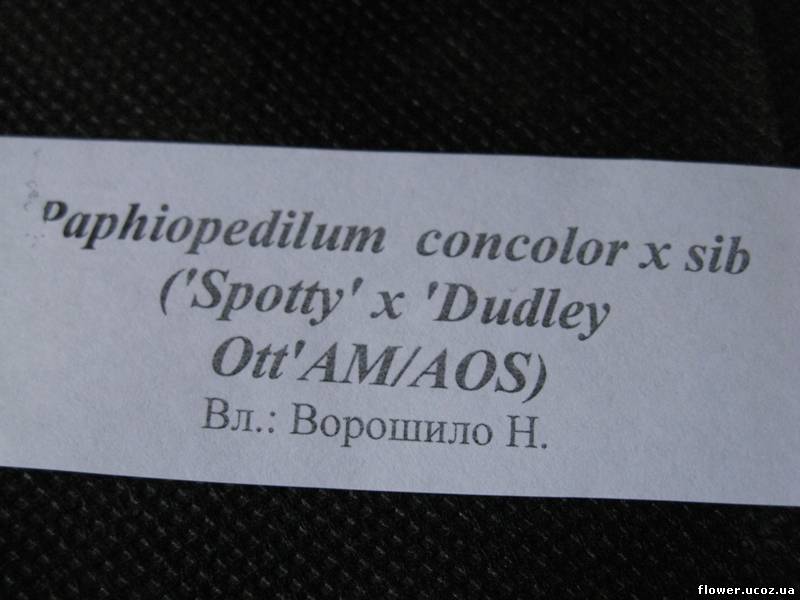 Paphiopedilum concolor x sib
('Spotty' x 'Dudley
Ott'AM/AOS)
Вл.: Ворошило Н.
flower.ucoz.ua